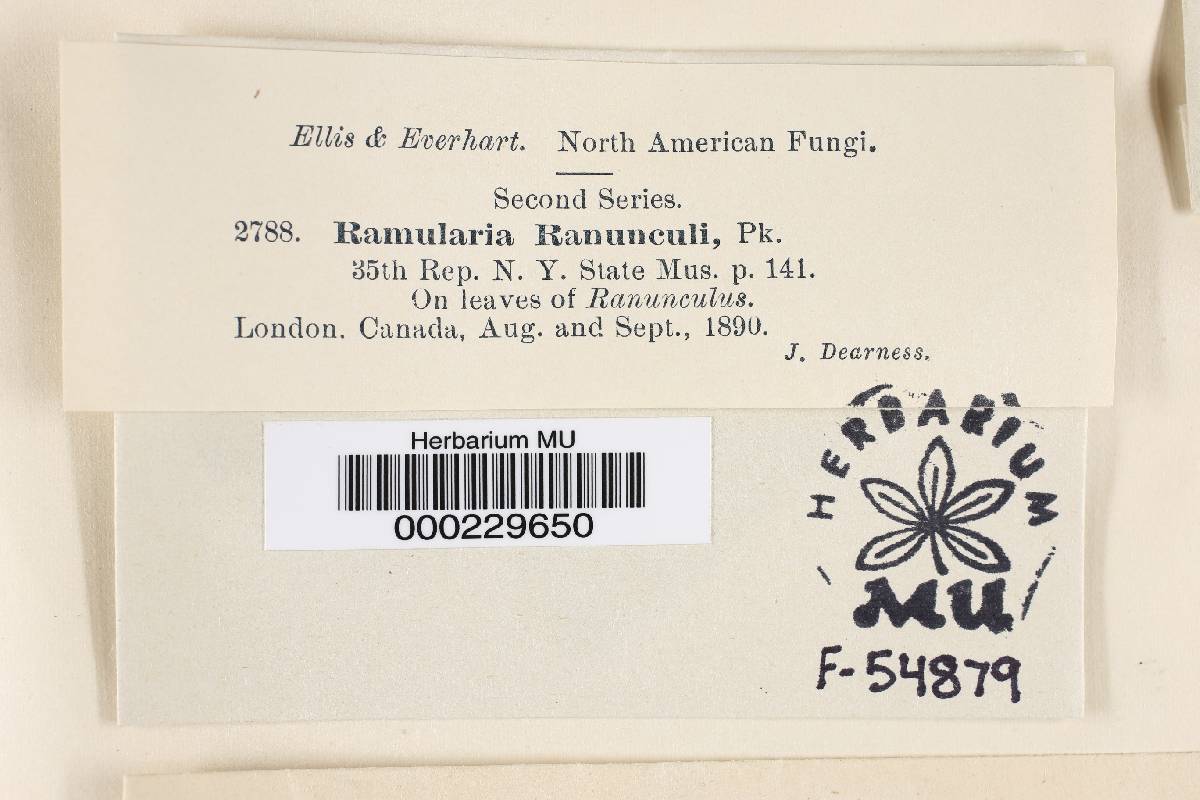 Ellis & Everhart. North American Fungi.
Second Series.
2788. Ramularia Ranunculi, Pk.
35th Rep. N. Y. State Mus. p. 141.
On leaves of Ranunculus.
London, Canada, Aug. and Sept., 1890.
J. Dearness.
Herbarium MU
000229650
HERBARIUM
MU
F-54879